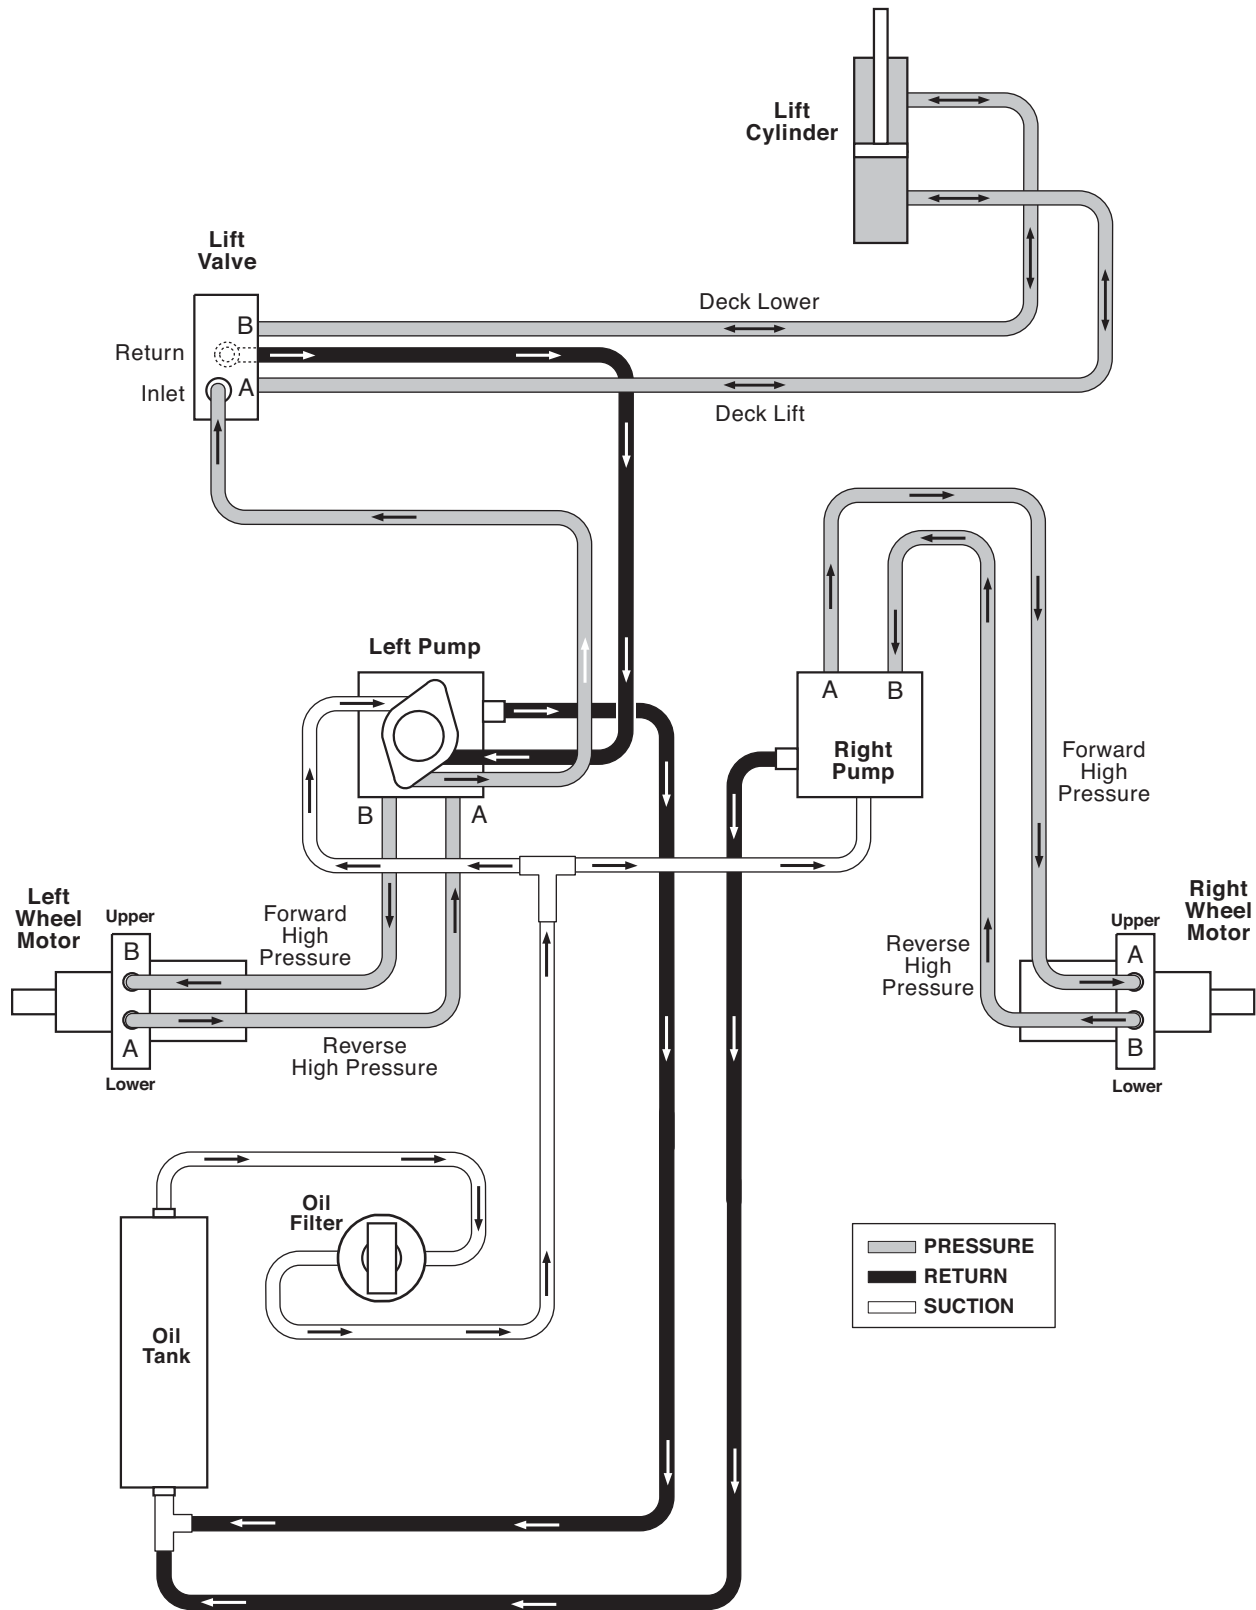 Lift
Cylinder
Lift
Valve
Deck Lower
B
Return
Inlet
A
Deck Lift
Left Pump
A
B
Right
Pump
Forward
High
Pressure
B
A
Left
Wheel
Motor
Upper
B
Forward
High
Pressure
A
Lower
Reverse
High Pressure
Reverse
High
Pressure
Upper
A
Right
Wheel
Motor
B
Lower
Oil
Filter
Oil
Tank
PRESSURE
RETURN
SUCTION